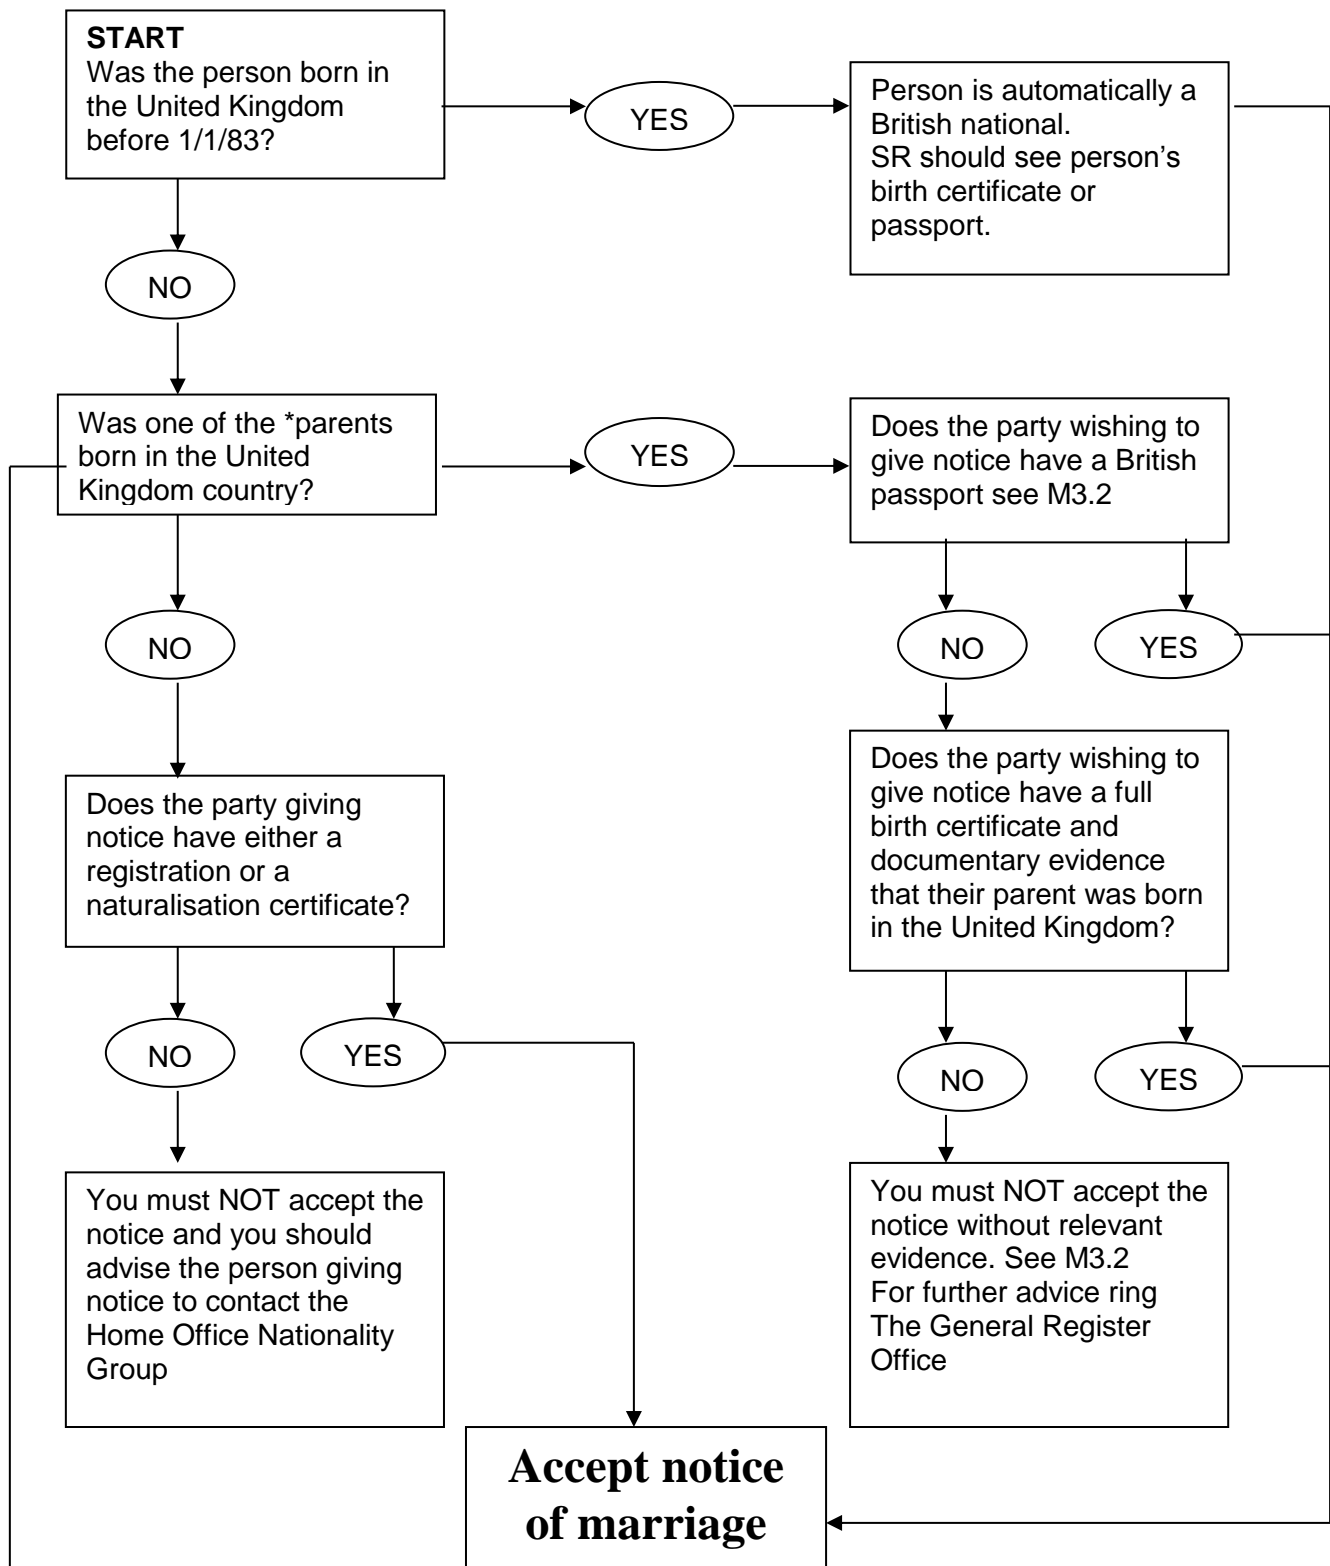 START
Was the person born in
the United Kingdom
before 1/1/83?
YES
Person is automatically a
British national.
SR should see person’s
birth certificate or
passport.
NO
Was one of the *parents
born in the United
Kingdom country?
YES
Does the party wishing to
give notice have a British
passport see M3.2
NO
NO
YES
Does the party giving
notice have either a
registration or a
naturalisation certificate?
Does the party wishing to
give notice have a full
birth certificate and
documentary evidence
that their parent was born
in the United Kingdom?
NO
YES
NO
YES
You must NOT accept the
notice and you should
advise the person giving
notice to contact the
Home Office Nationality
Group
You must NOT accept the
notice without relevant
evidence. See M3.2
For further advice ring
The General Register
Office
Accept notice
of marriage